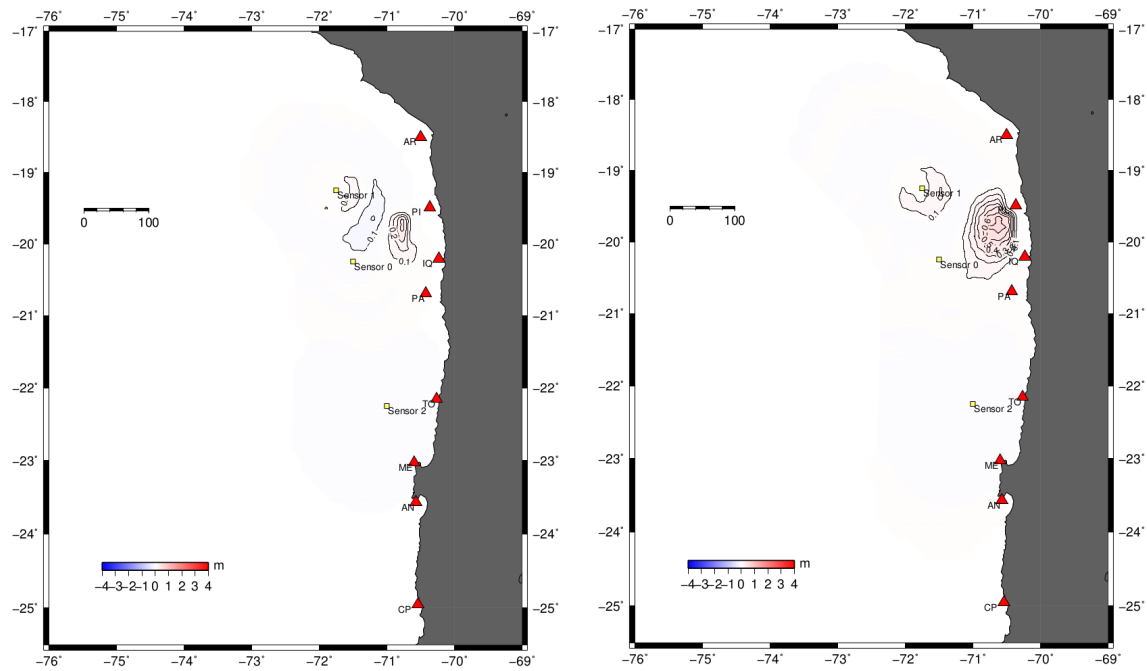 −76˚ −75˚ −74˚ −73˚ −72˚ −71˚ −70˚ −69˚
−17˚ −17˚
−18˚ −18˚
AR
−19˚ −19˚
Sensor 1
PI
0 100
0.1
−20˚ −20˚
Sensor 0
IQ
PA
−21˚ −21˚
−22˚ −22˚
TO
Sensor 2
−23˚ −23˚
ME
AN
−24˚ −24˚
m
−4−3−2−1 0 1 2 3 4
−25˚ −25˚
CP
−76˚ −75˚ −74˚ −73˚ −72˚ −71˚ −70˚ −69˚
−76˚ −75˚ −74˚ −73˚ −72˚ −71˚ −70˚ −69˚
−17˚ −17˚
−18˚ −18˚
AR
−19˚ −19˚
Sensor 1
0.1
0 100
−20˚ −20˚
Sensor 0
IQ
PA
−21˚ −21˚
−22˚ −22˚
TO
Sensor 2
−23˚ −23˚
ME
AN
−24˚ −24˚
m
−4−3−2−1 0 1 2 3 4
−25˚ −25˚
CP
−76˚ −75˚ −74˚ −73˚ −72˚ −71˚ −70˚ −69˚